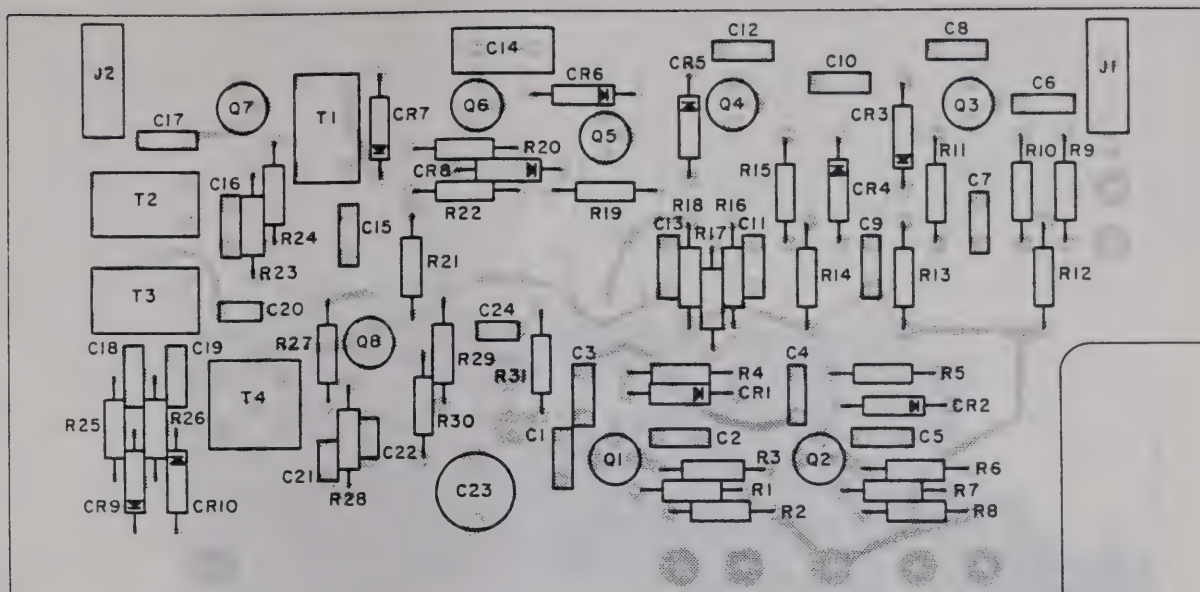 J2
C17
Q7
T1
CR7
C14
Q6
CR6
Q5
CR5
C12
Q4
C10
C8
CR3
Q3
C6
J1
R20
CR8
R22
R19
R15
CR4
R11
R10
R9
C7
T2
C16
R24
R23
C15
R21
R18
R16
C13
R17
C11
R14
C9
R13
R12
T3
C20
R27
Q8
R29
C24
R31
C3
R4
CR1
C4
R5
CR2
C18
C19
R25
R26
T4
R30
C22
C21
R28
C23
C1
Q1
C2
R3
R1
R2
Q2
C5
R6
R7
R8
CR9
CR10